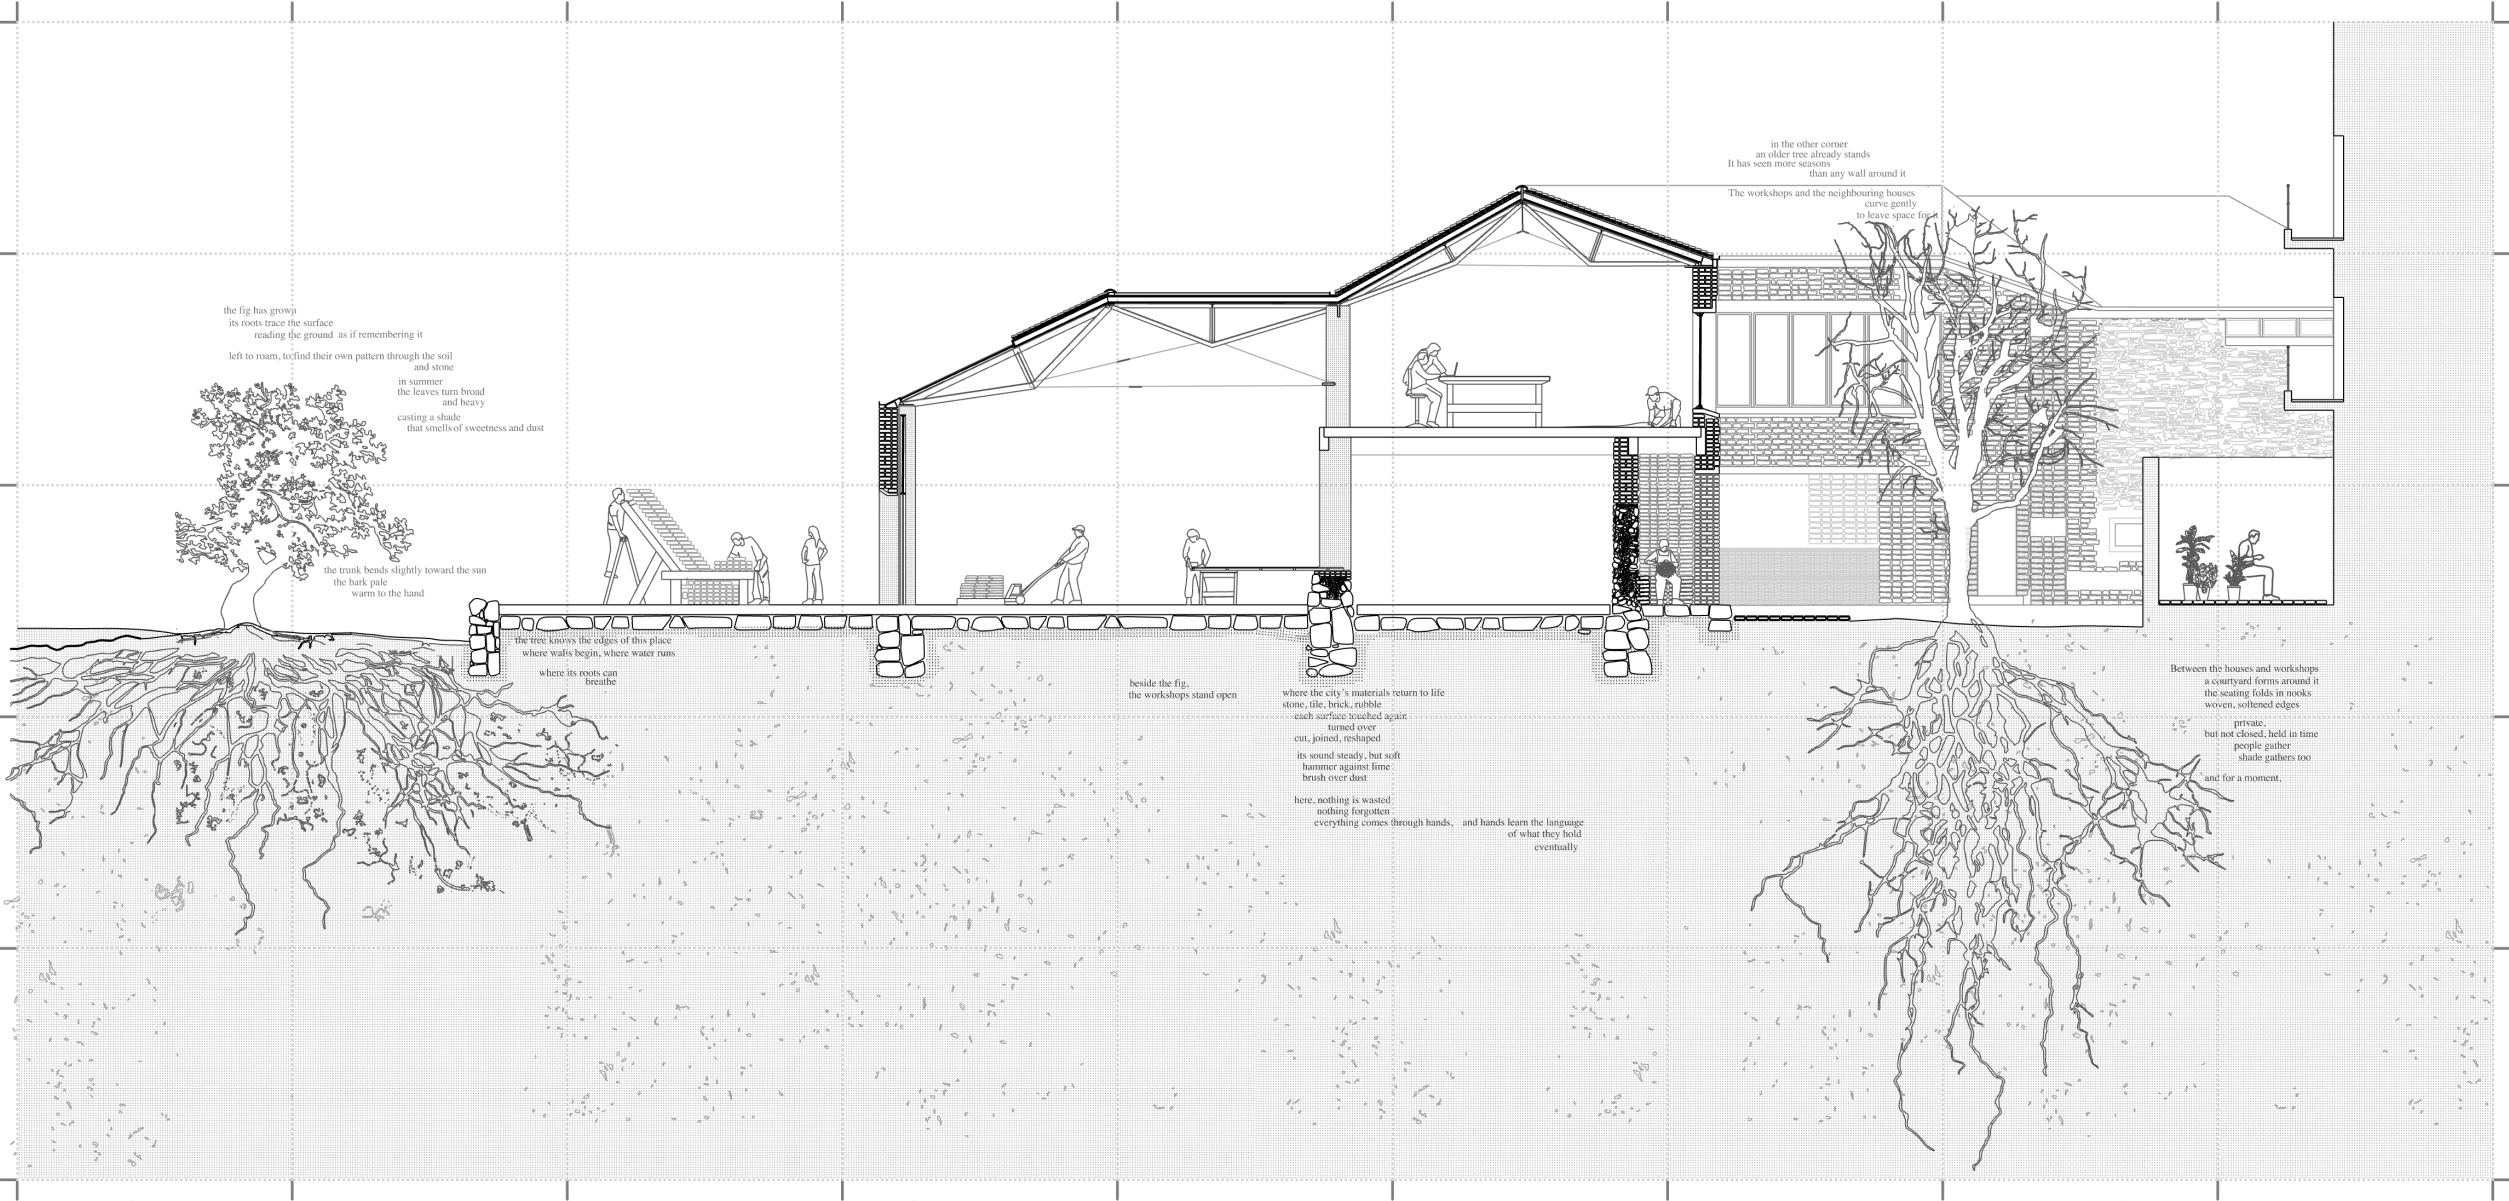 the fig has grown
its roots trace the surface
reading the ground as if remembering it
left to roam, to find their own pattern through the soil
and stone
in summer
the leaves turn broad
and heavy
casting a shade
that smells of sweetness and dust
the trunk bends slightly toward the sun
the bark pale
warm to the hand
the tree knows the edges of this place
where walls begin, where water runs
where its roots can
breathe
beside the fig,
the workshops stand open
where the city's materials return to life
stone, tile, brick, rubble
each surface touched again
turned over
cut, joined, reshaped
its sound steady, but soft
hammer against lime
brush over dust
here, nothing is wasted
nothing forgotten
everything comes through hands, and hands learn the language
of what they hold
eventually
in the other corner
an older tree already stands
It has seen more seasons
than any wall around it
The workshops and the neighbouring houses
curve gently
to leave space for it
Between the houses and workshops
a courtyard forms around it
the seating folds in nooks
woven, softened edges
private,
but not closed, held in time
people gather
shade gathers too
and for a moment,